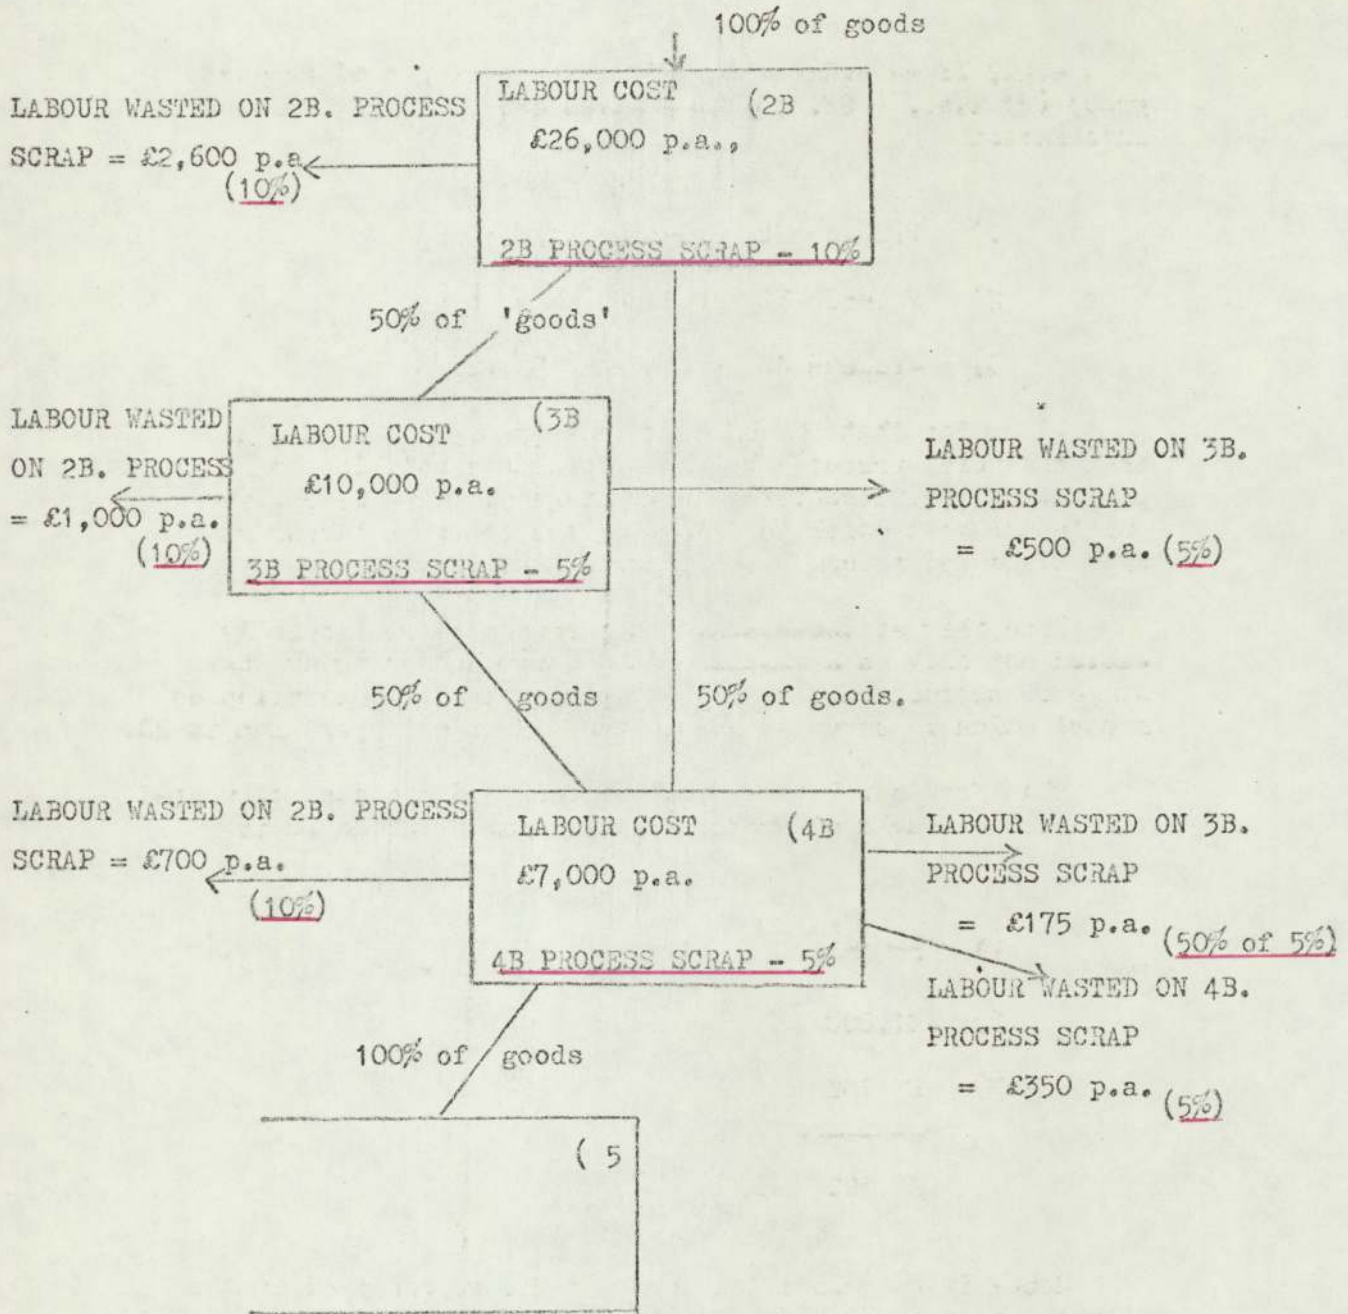 100% of goods
LABOUR WASTED ON 2B. PROCESS
SCRAP = £2,600 p.a
(10%)
LABOUR COST (2B
£26,000 p.a.,
2B PROCESS SCRAP - 10%
50% of 'goods'
LABOUR WASTED
ON 2B. PROCESS
= £1,000 p.a.
(10%)
LABOUR COST (3B
£10,000 p.a.
3B PROCESS SCRAP - 5%
LABOUR WASTED ON 3B.
PROCESS SCRAP
= £500 p.a. (5%)
50% of goods
50% of goods.
LABOUR WASTED ON 2B. PROCESS
SCRAP = £700 p.a.
(10%)
LABOUR COST (4B
£7,000 p.a.
4B PROCESS SCRAP - 5%
LABOUR WASTED ON 3B.
PROCESS SCRAP
= £175 p.a. (50% of 5%)
LABOUR WASTED ON 4B.
PROCESS SCRAP
= £350 p.a. (5%)
100% of goods
( 5